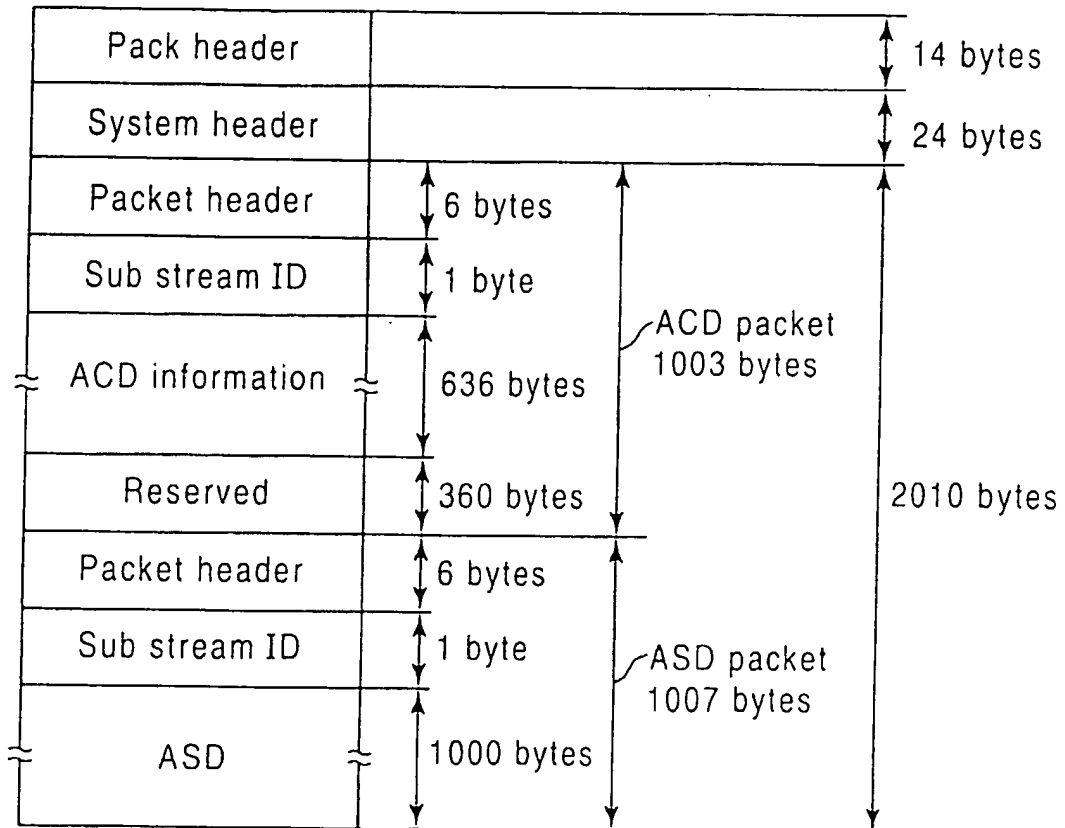 Pack header
14 bytes
System header
24 bytes
Packet header
6 bytes
Sub stream ID
1 byte
ACD packet
1003 bytes
ACD information
636 bytes
Reserved
360 bytes
2010 bytes
Packet header
6 bytes
Sub stream ID
1 byte
ASD packet
1007 bytes
ASD
1000 bytes